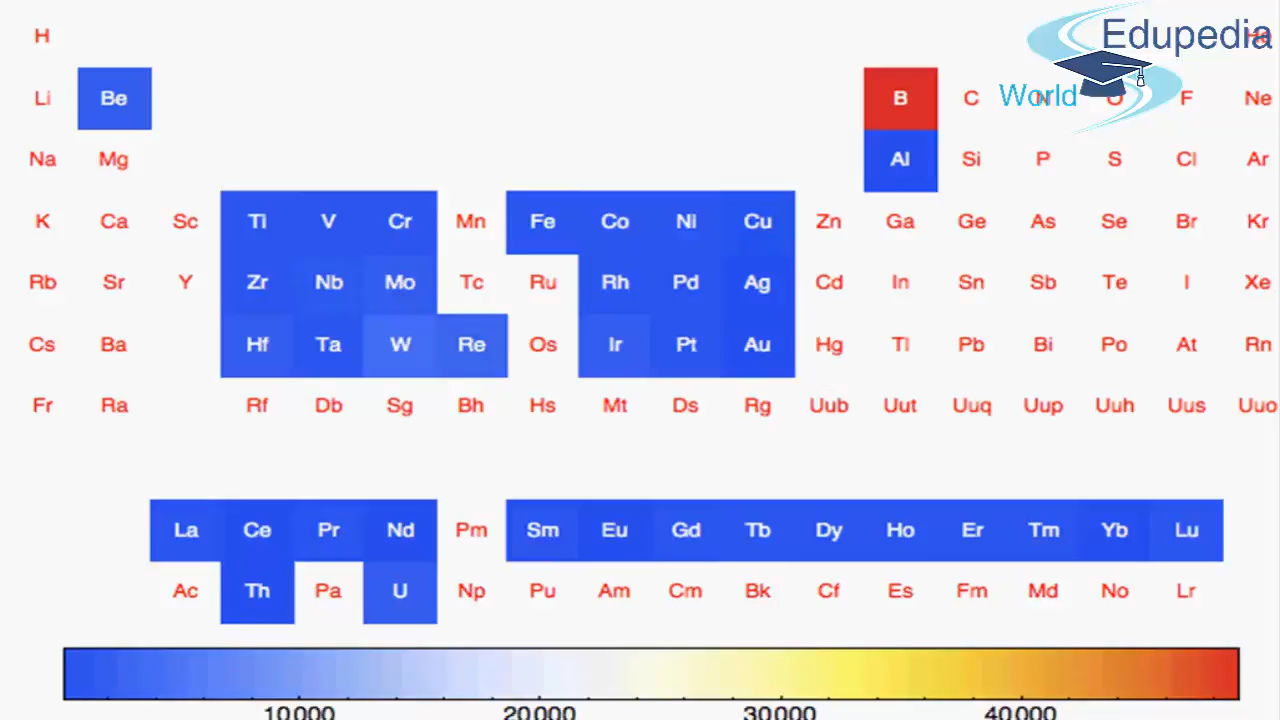 Edupedia
World
H He
Li Be B C N O F Ne
Na Mg Al Si P S Cl Ar
K Ca Sc Ti V Cr Mn Fe Co Ni Cu Zn Ga Ge As Se Br Kr
Rb Sr Y Zr Nb Mo Tc Ru Rh Pd Ag Cd In Sn Sb Te I Xe
Cs Ba Hf Ta W Re Os Ir Pt Au Hg Tl Pb Bi Po At Rn
Fr Ra Rf Db Sg Bh Hs Mt Ds Rg Uub Uut Uuq Uup Uuh Uus Uuo
La Ce Pr Nd Pm Sm Eu Gd Tb Dy Ho Er Tm Yb Lu
Ac Th Pa U Np Pu Am Cm Bk Cf Es Fm Md No Lr
10000 20000 30000 40000